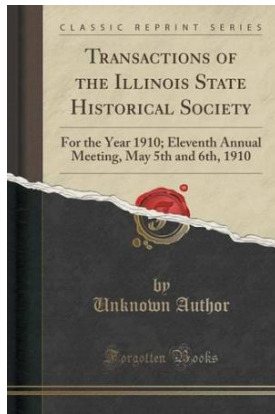 CLASSIC REPRINT SERIES
TRANSACTIONS OF
THE ILLINOIS STATE
HISTORICAL SOCIETY
For the Year 1910; Eleventh Annual
Meeting, May 5th and 6th, 1910
by
Unknown Author
Forgotten Books